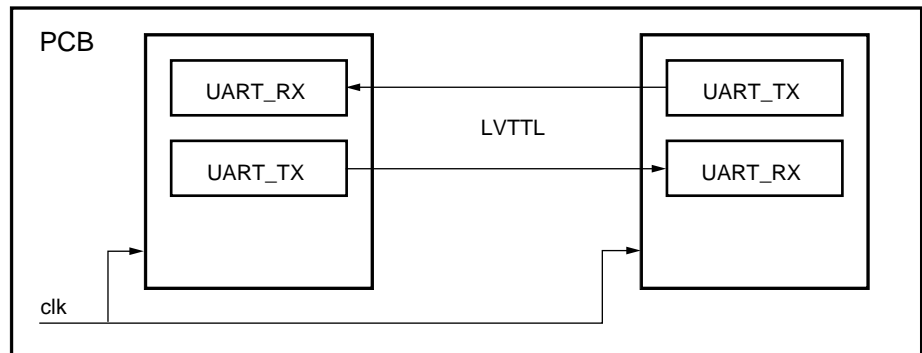 PCB
UART_RX
UART_TX
LVTTL
UART_TX
UART_RX
clk